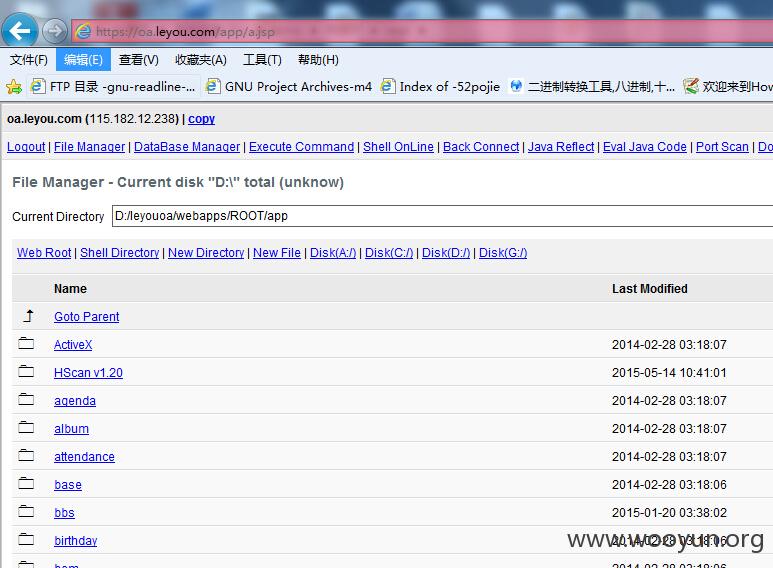 https://oa.leyou.com/app/a.jsp
文件(F) 编辑(E) 查看(V) 收藏夹(A) 工具(T) 帮助(H)
FTP 目录 -gnu-readline-... GNU Project Archives-m4 Index of -52pojie 二进制转换工具,八进制,十... 欢迎来到How
oa.leyou.com (115.182.12.238) | copy
Logout | File Manager | DataBase Manager | Execute Command | Shell OnLine | Back Connect | Java Reflect | Eval Java Code | Port Scan | Do
File Manager - Current disk "D:\" total (unknow)
Current Directory D:/leyouoa/webapps/ROOT/app
Web Root | Shell Directory | New Directory | New File | Disk(A:/) | Disk(C:/) | Disk(D:/) | Disk(G:/)
Name Last Modified
Goto Parent
ActiveX 2014-02-28 03:18:07
HScan v1.20 2015-05-14 10:41:01
agenda 2014-02-28 03:18:07
album 2014-02-28 03:18:07
attendance 2014-02-28 03:18:07
base 2014-02-28 03:18:06
bbs 2015-01-20 03:38:02
birthday 2014-02-28 03:18:06
www.wooyun.org